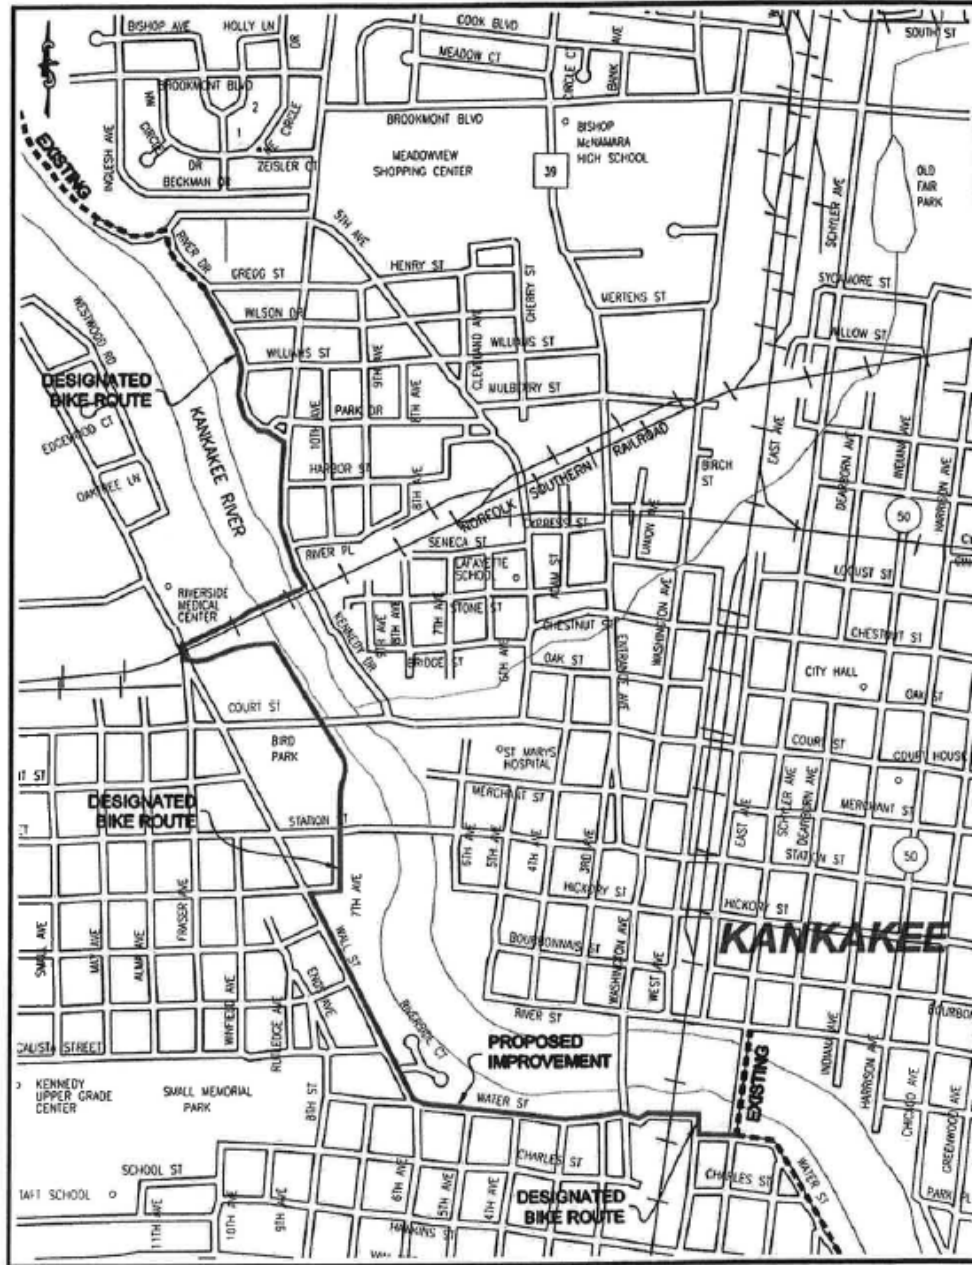 BISHOP AVE
HOLLY LN
DR
COOK BLVD
AVE
SOUTH ST
MEADOW CT
CIRCLE CT
BANK
BROOKMONT BLVD
2
1
CIRCLE
CIRCLE
BROOKMONT BLVD
BISHOP
McNAMARA
HIGH SCHOOL
EXISTING
INGLESH AVE
DR
ZEISLER CT
BECKMAN DR
MEADOWVIEW
SHOPPING CENTER
39
OLD
FAIR
PARK
SCHYLER AVE
5TH AVE
RIVER DR
GREGG ST
HENRY ST
CHERRY ST
MERTENS ST
SYCAMORE ST
WESTWOOD RD
WILSON DR
CLEVELAND AVE
WILLOW ST
WILLIAMS ST
9TH AVE
WILLIAMS ST
DESIGNATED
BIKE ROUTE
MULBERRY ST
8TH AVE
PARK DR
10TH AVE
EDGEWOOD CT
KANKAKEE RIVER
EAST AVE
DEARBORN AVE
INDIANA AVE
HARRISON AVE
OAKTREE LN
HARBOR ST
8TH AVE
NORFOLK SOUTHERN RAILROAD
BIRCH
ST
50
CYPRESS ST
UNION AVE
RIVER PL
SENECA ST
LAFAYETTE
SCHOOL
ADAM ST
LOCUST ST
RIVERSIDE
MEDICAL
CENTER
KENNEDY DR
9TH AVE
8TH AVE
7TH AVE
STONE ST
CHESTNUT ST
WASHINGTON AVE
CHESTNUT ST
BRIDGE ST
6TH AVE
OAK ST
ENTRANCE AVE
CITY HALL
OAK ST
COURT ST
COURT ST
BIRD
PARK
ST MARYS
HOSPITAL
COURT HOUSE
MERCHANT ST
SCHYLER AVE
DEARBORN AVE
MERCHANT ST
DESIGNATED
BIKE ROUTE
STATION ST
EAST AVE
6TH AVE
5TH AVE
4TH AVE
3RD AVE
STATION ST
50
HICKORY ST
HICKORY ST
7TH AVE
FRASER AVE
SMALL AVE
MAY AVE
ALMA AVE
WALL ST
BOURBONNAIS ST
WASHINGTON AVE
WEST AVE
KANKAKEE
WINFIELD AVE
RUTLEDGE AVE
ENOS AVE
RIVERSIDE CT
RIVER ST
CALISTA STREET
PROPOSED
IMPROVEMENT
EXISTING
INDIANA AVE
HARRISON AVE
CHICAGO AVE
GREENWOOD AVE
KENNEDY
UPPER GRADE
CENTER
SMALL MEMORIAL
PARK
8TH ST
WATER ST
CHARLES ST
CHARLES ST
WATER ST
SCHOOL ST
TAFT SCHOOL
6TH AVE
5TH AVE
4TH AVE
DESIGNATED
BIKE ROUTE
11TH AVE
10TH AVE
9TH AVE
HAWKINS ST